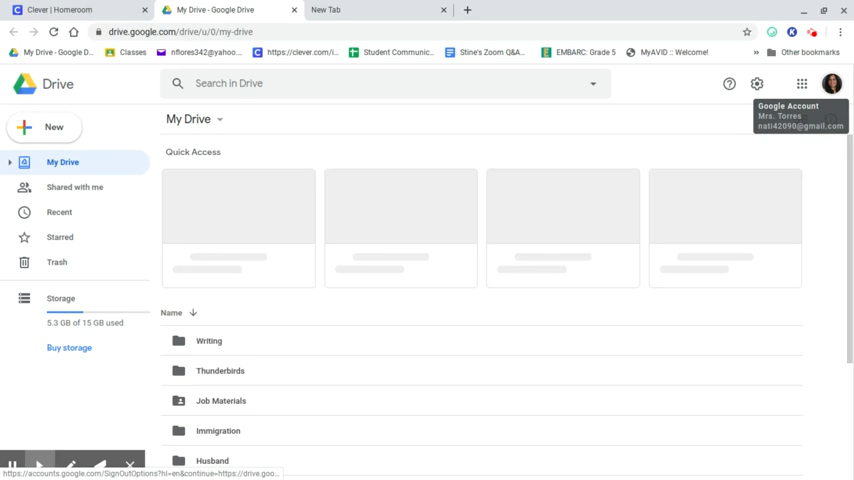 Clever | Homeroom
My Drive - Google Drive
New Tab
drive.google.com/drive/u/0/my-drive
My Drive - Google D...
Classes
nflores342@yahoo....
https://clever.com/i...
Student Communic...
Stine's Zoom Q&A...
EMBARC: Grade 5
MyAVID :: Welcome!
»
Other bookmarks
Drive
Search in Drive
Google Account
Mrs. Torres
nati42090@gmail.com
New
My Drive
My Drive
Shared with me
Recent
Starred
Trash
Storage
5.3 GB of 15 GB used
Buy storage
Quick Access
Name
Writing
Thunderbirds
Job Materials
Immigration
Husband
https://accounts.google.com/SignOutOptions?hl=en&continue=https://drive.goo...